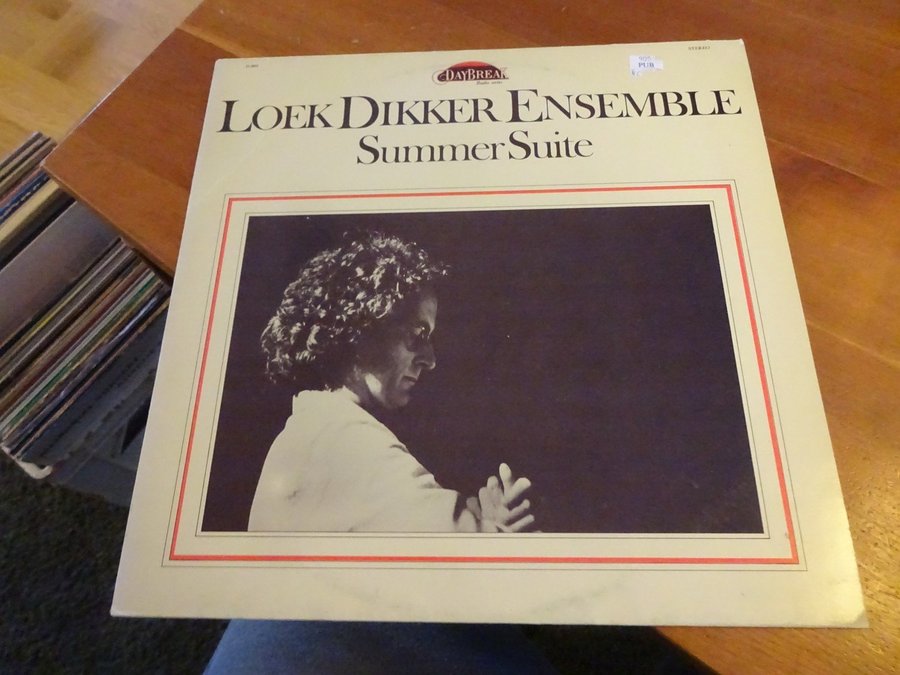 STEREO
DAYBREAK
PUB
LOEK DIKKER ENSEMBLE
Summer Suite